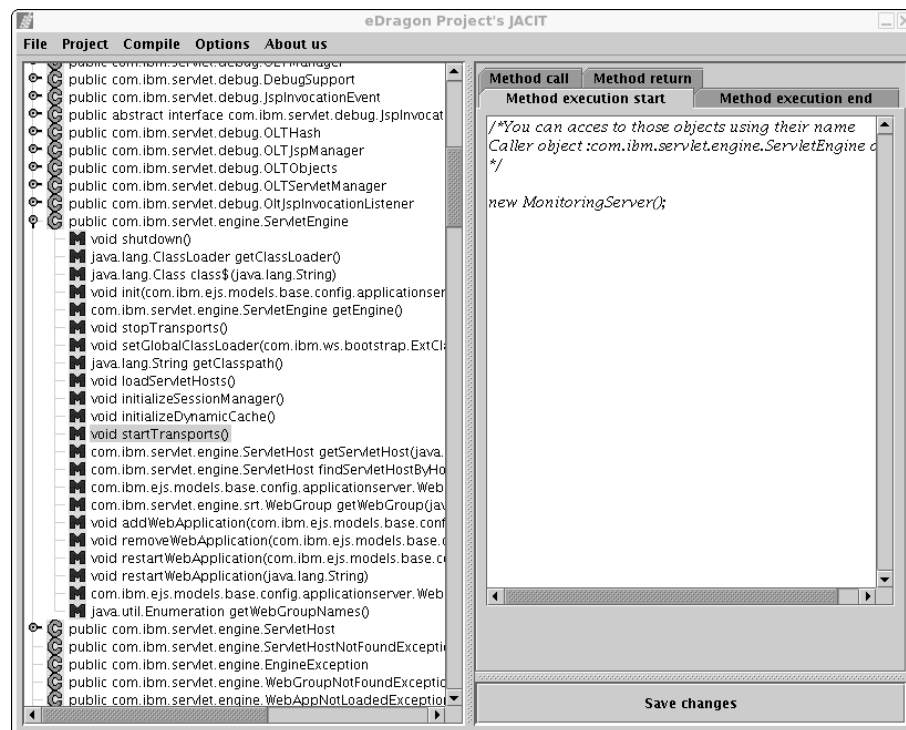 eDragon Project's JACIT
File Project Compile Options About us
public com.ibm.servlet.debug.OLTManager
public com.ibm.servlet.debug.DebugSupport
public com.ibm.servlet.debug.JspInvocationEvent
public abstract interface com.ibm.servlet.debug.JspInvocat
public com.ibm.servlet.debug.OLTHash
public com.ibm.servlet.debug.OLTJspManager
public com.ibm.servlet.debug.OLTObjects
public com.ibm.servlet.debug.OLTServletManager
public com.ibm.servlet.debug.OltJspInvocationListener
public com.ibm.servlet.engine.ServletEngine
void shutdown()
java.lang.ClassLoader getClassLoader()
java.lang.Class class$(java.lang.String)
void init(com.ibm.ejs.models.base.config.applicationser
com.ibm.servlet.engine.ServletEngine getEngine()
void stopTransports()
void setGlobalClassLoader(com.ibm.ws.bootstrap.ExtCl
java.lang.String getClasspath()
void loadServletHosts()
void initializeSessionManager()
void initializeDynamicCache()
void startTransports()
com.ibm.servlet.engine.ServletHost getServletHost(java.
com.ibm.servlet.engine.ServletHost findServletHostByHo
com.ibm.ejs.models.base.config.applicationserver.Web
com.ibm.servlet.engine.srt.WebGroup getWebGroup(jav
void addWebApplication(com.ibm.ejs.models.base.conf
void removeWebApplication(com.ibm.ejs.models.base.c
void restartWebApplication(com.ibm.ejs.models.base.c
void restartWebApplication(java.lang.String)
com.ibm.ejs.models.base.config.applicationserver.Web
java.util.Enumeration getWebGroupNames()
public com.ibm.servlet.engine.ServletHost
public com.ibm.servlet.engine.ServletHostNotFoundExcepti
public com.ibm.servlet.engine.EngineException
public com.ibm.servlet.engine.WebGroupNotFoundExceptio
public com.ibm.servlet.engine.WebAppNotLoadedExceptio
Method call Method return
Method execution start Method execution end
/*You can acces to those objects using their name
Caller object :com.ibm.servlet.engine.ServletEngine c
*/
new MonitoringServer();
Save changes